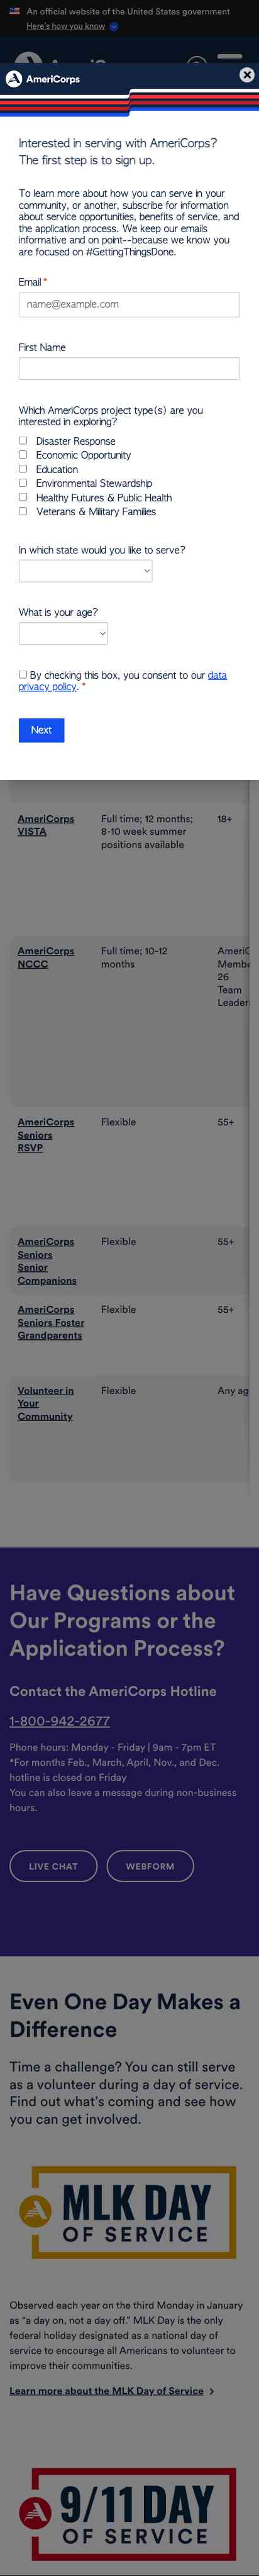 An official website of the United States government
Here's how you know
AmeriCorps
Interested in serving with AmeriCorps?
The first step is to sign up.
To learn more about how you can serve in your
community, or another, subscribe for information
about service opportunities, benefits of service, and
the application process. We keep our emails
informative and on point--because we know you
are focused on #GettingThingsDone.
Email *
name@example.com
First Name
Which AmeriCorps project type(s) are you
interested in exploring?
Disaster Response
Economic Opportunity
Education
Environmental Stewardship
Healthy Futures & Public Health
Veterans & Military Families
In which state would you like to serve?
What is your age?
By checking this box, you consent to our data
privacy policy. *
Next
AmeriCorps Full time; 12 months; 18+
VISTA 8-10 week summer
positions available
AmeriCorps Full time; 10-12 AmeriC
NCCC months Membe
26
Team
Leader
AmeriCorps Flexible 55+
Seniors
RSVP
AmeriCorps Flexible 55+
Seniors
Senior
Companions
AmeriCorps Flexible 55+
Seniors Foster
Grandparents
Volunteer in Flexible Any ag
Your
Community
Have Questions about
Our Programs or the
Application Process?
Contact the AmeriCorps Hotline
1-800-942-2677
Phone hours: Monday - Friday | 9am - 7pm ET
*For months Feb., March, April, Nov., and Dec.
hotline is closed on Friday
You can also leave a message during non-business
hours.
LIVE CHAT WEBFORM
Even One Day Makes a
Difference
Time a challenge? You can still serve
as a volunteer during a day of service.
Find out what's coming and see how
you can get involved.
MLK DAY
OF SERVICE
Observed each year on the third Monday in January
as “a day on, not a day off.” MLK Day is the only
federal holiday designated as a national day of
service to encourage all Americans to volunteer to
improve their communities.
Learn more about the MLK Day of Service
9/11 DAY
OF SERVICE